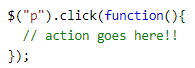 $("p").click(function(){
  // action goes here!!
});